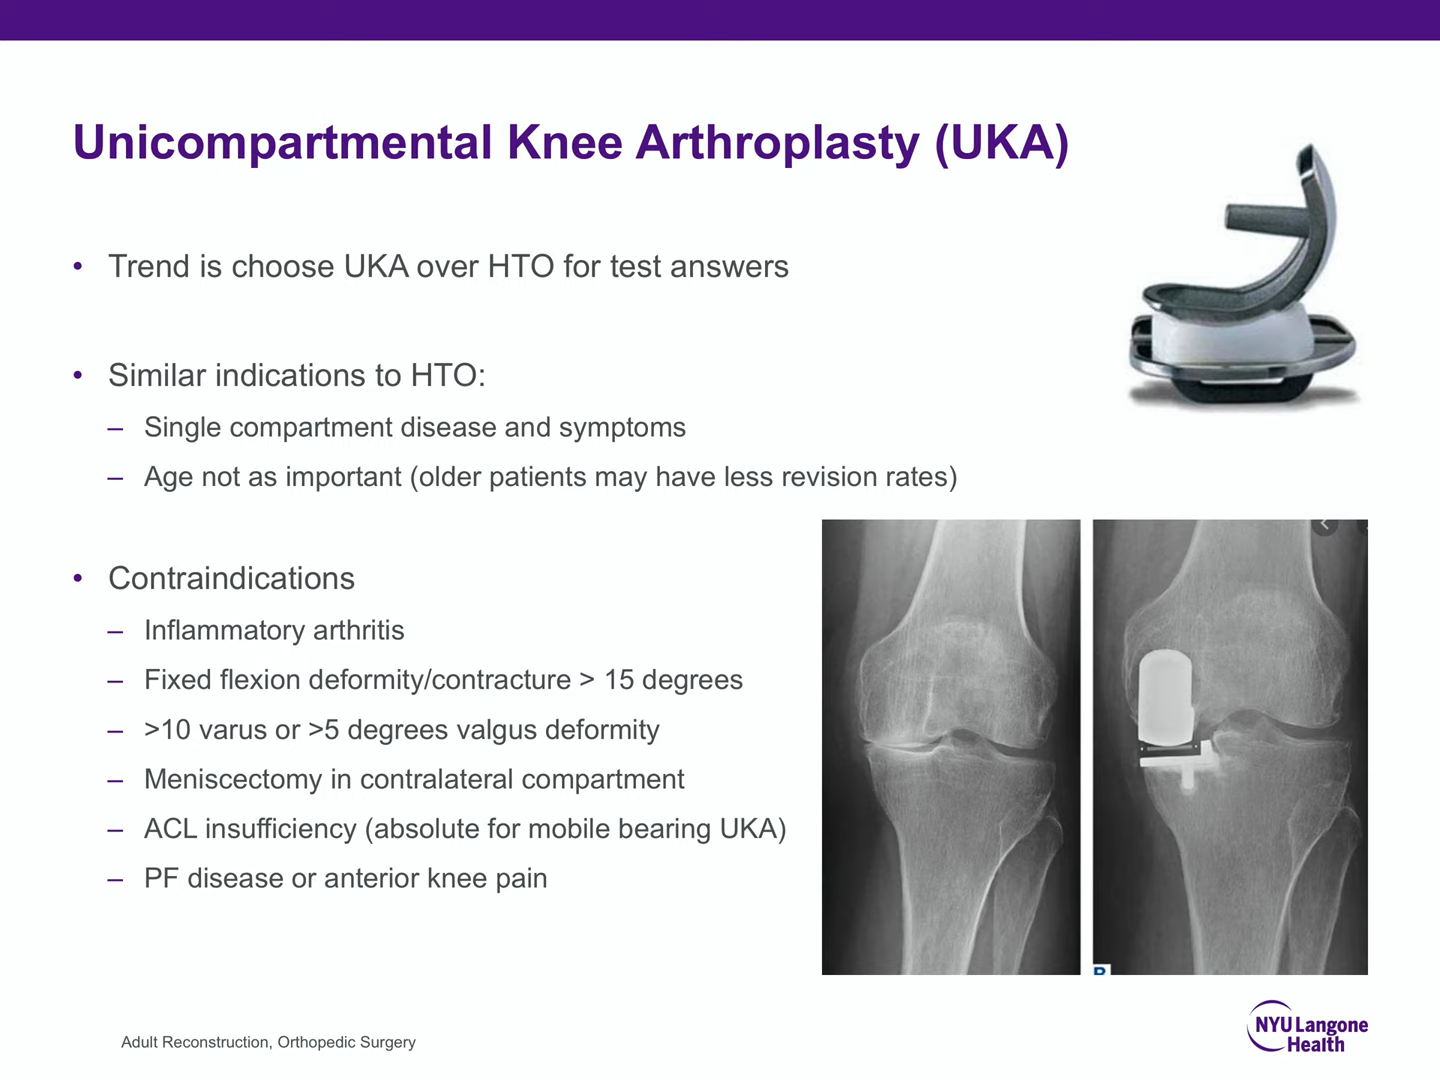 Unicompartmental Knee Arthroplasty (UKA)
• Trend is choose UKA over HTO for test answers
• Similar indications to HTO:
– Single compartment disease and symptoms
– Age not as important (older patients may have less revision rates)
• Contraindications
– Inflammatory arthritis
– Fixed flexion deformity/contracture > 15 degrees
– >10 varus or >5 degrees valgus deformity
– Meniscectomy in contralateral compartment
– ACL insufficiency (absolute for mobile bearing UKA)
– PF disease or anterior knee pain
Adult Reconstruction, Orthopedic Surgery
NYU Langone
Health